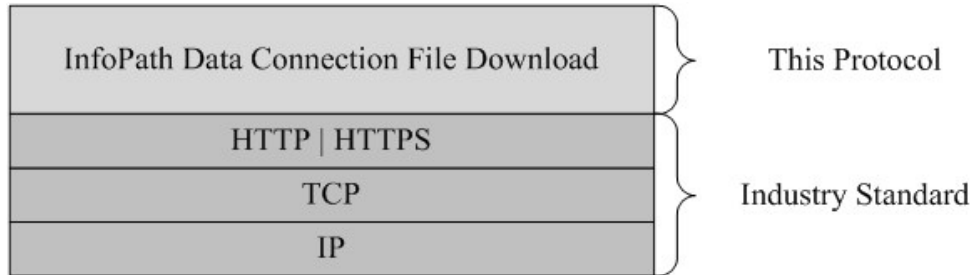 InfoPath Data Connection File Download
This Protocol
HTTP | HTTPS
TCP
Industry Standard
IP